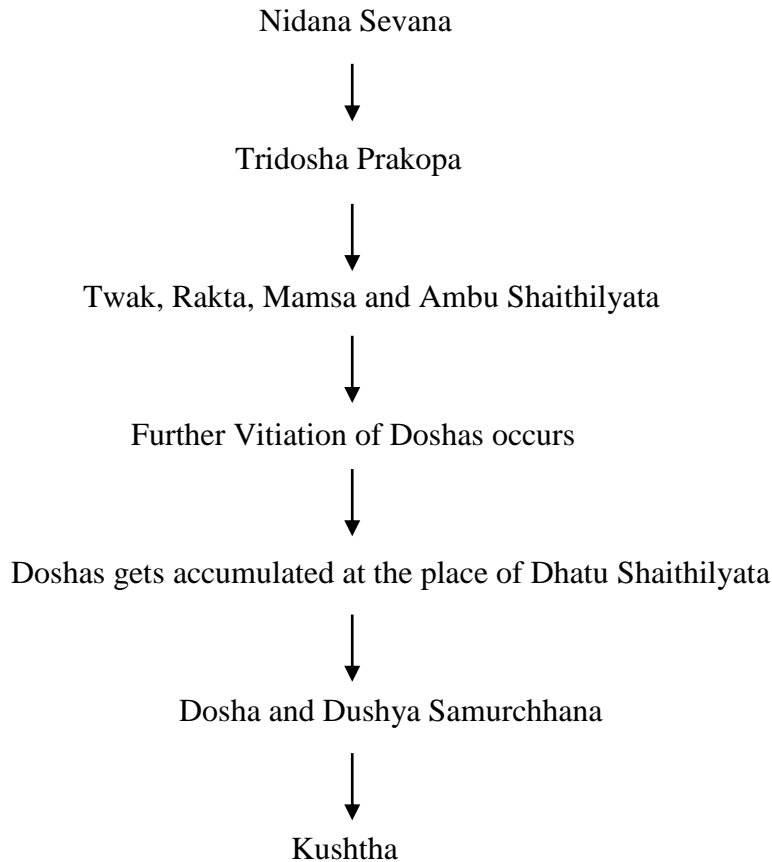 Nidana Sevana
Tridosha Prakopa
Twak, Rakta, Mamsa and Ambu Shaithilyata
Further Vitiation of Doshas occurs
Doshas gets accumulated at the place of Dhatu Shaithilyata
Dosha and Dushya Samurchhana
Kushtha